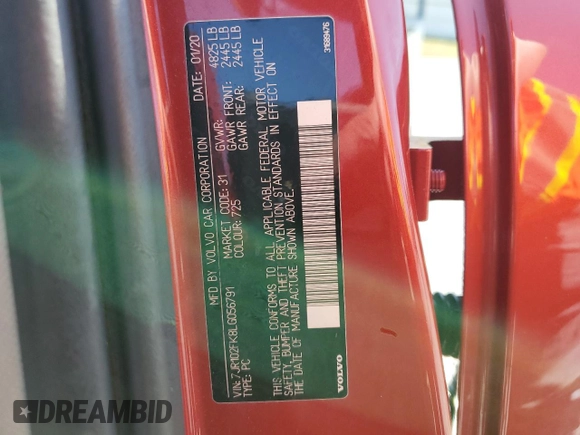 MFD BY VOLVO CAR CORPORATION DATE: 01/20
MARKET CODE: 31 GVWR: 4825 LB
COLOUR: 725 GAWR FRONT: 2445 LB
GAWR REAR: 2445 LB
VIN: 7JR102FK8LG056791
TYPE: PC
THIS VEHICLE CONFORMS TO ALL APPLICABLE FEDERAL MOTOR VEHICLE
SAFETY, BUMPER AND THEFT PREVENTION STANDARDS IN EFFECT ON
THE DATE OF MANUFACTURE SHOWN ABOVE.
VOLVO 31689476
DREAMBID